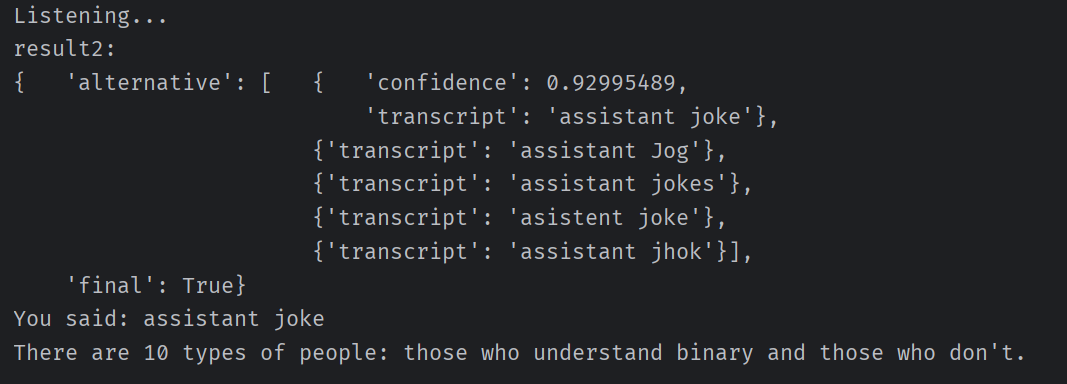 Listening...
result2:
{   'alternative': [   {   'confidence': 0.92995489,
                           'transcript': 'assistant joke'},
                       {'transcript': 'assistant Jog'},
                       {'transcript': 'assistant jokes'},
                       {'transcript': 'asistent joke'},
                       {'transcript': 'assistant jhok'}],
    'final': True}
You said: assistant joke
There are 10 types of people: those who understand binary and those who don't.